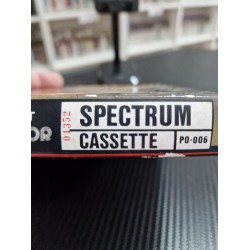 01352
SPECTRUM
CASSETTE
PO-006